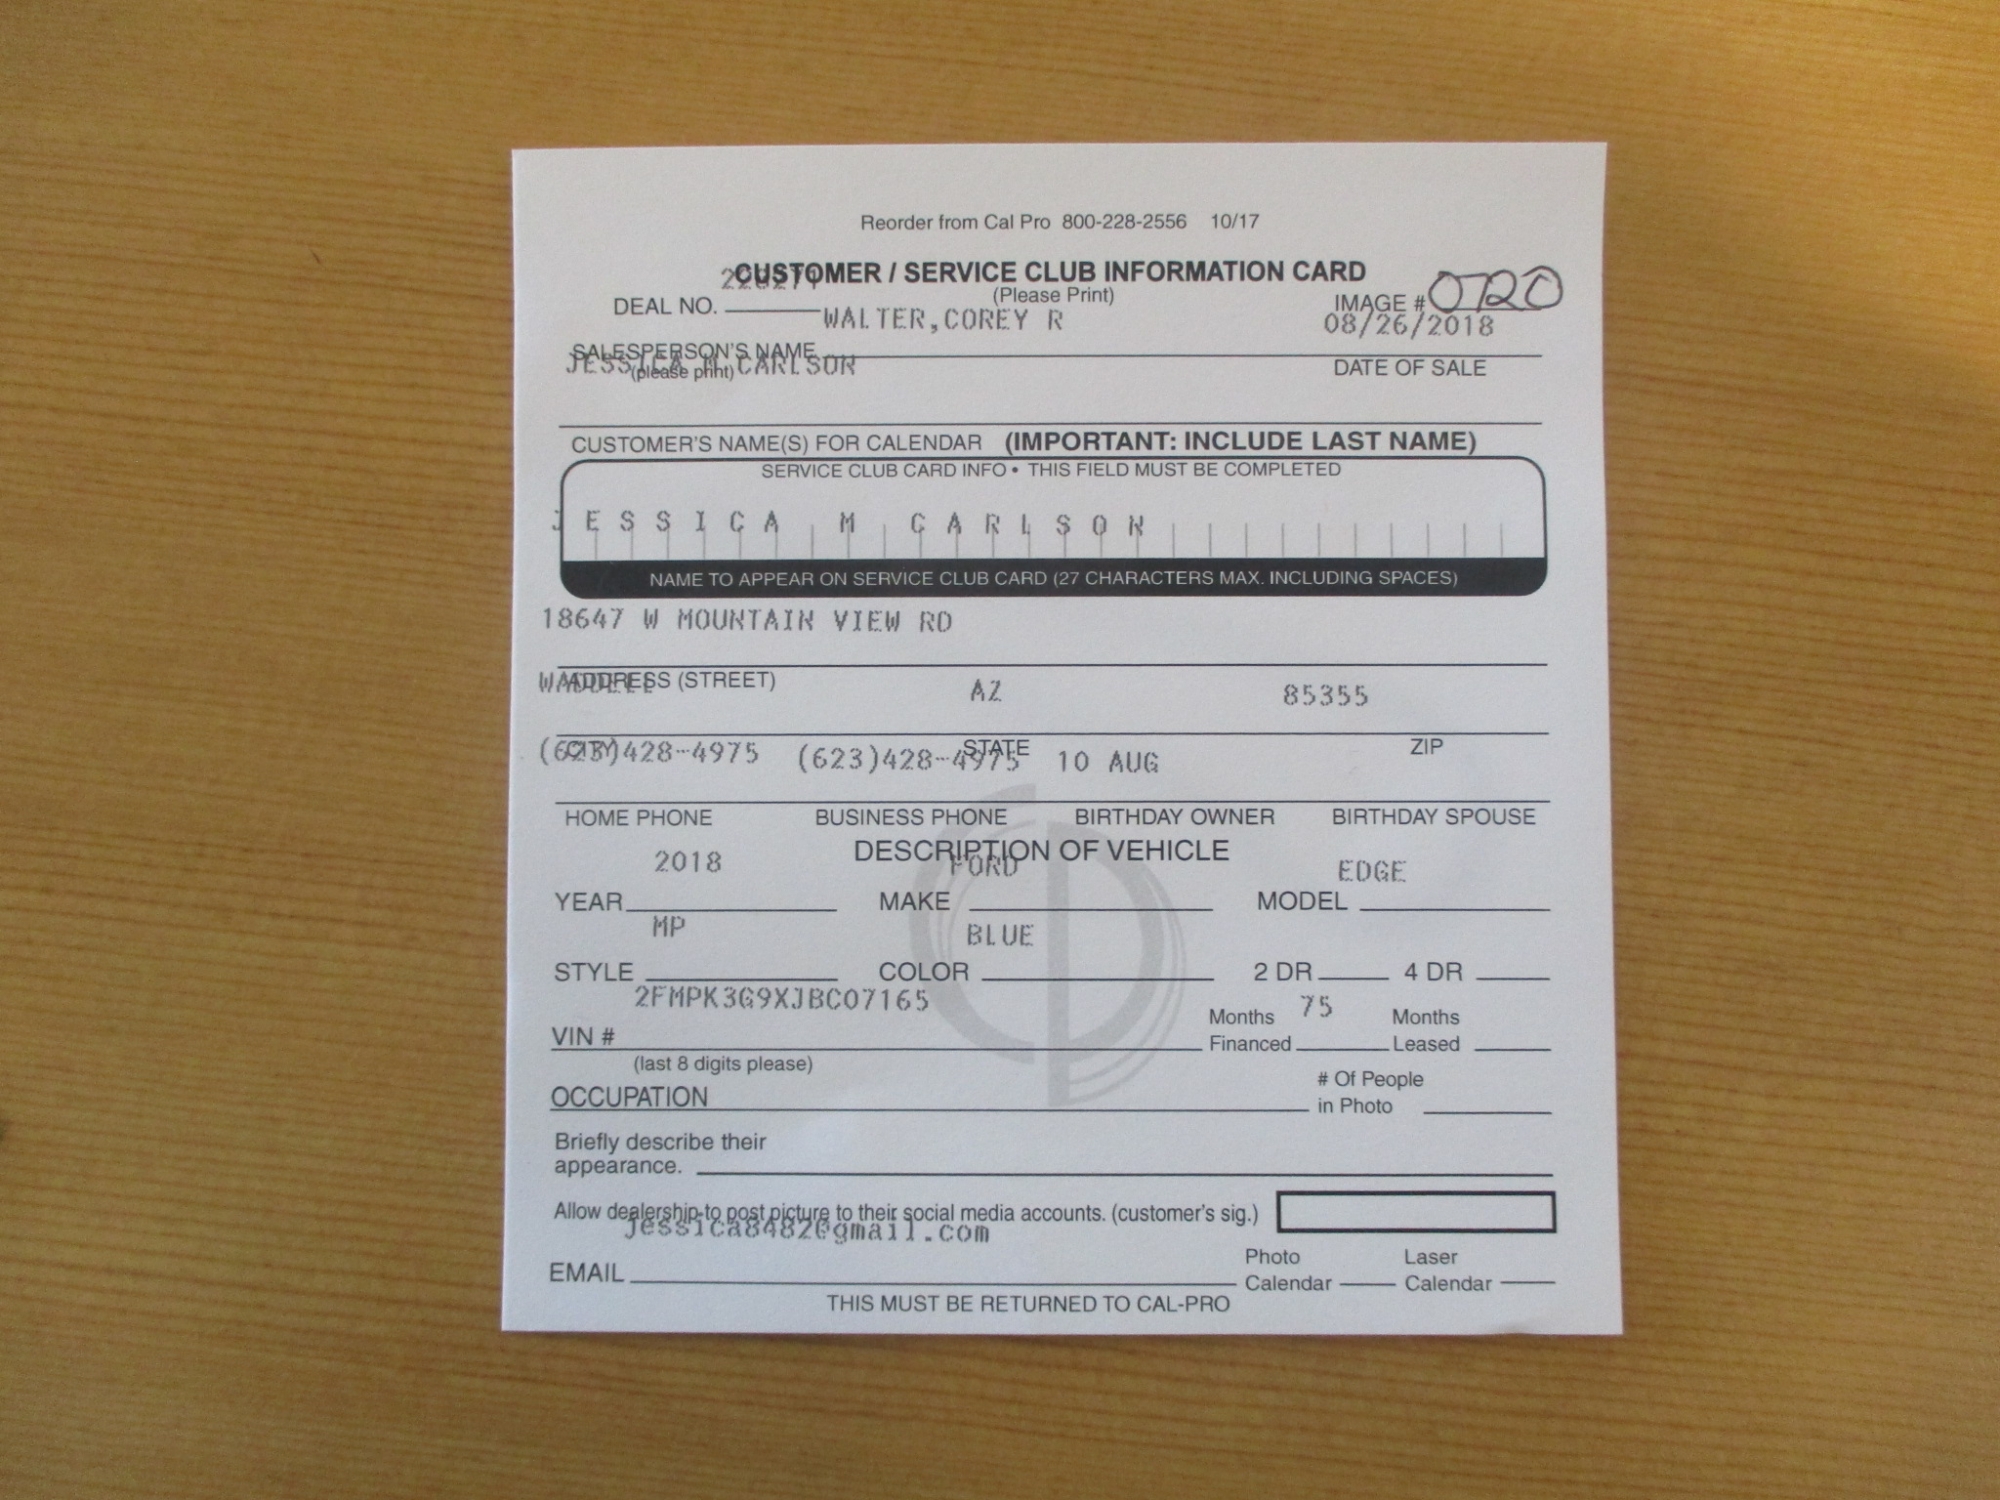 Reorder from Cal Pro 800-228-2556 10/17
CUSTOMER / SERVICE CLUB INFORMATION CARD
(Please Print)
DEAL NO. IMAGE # 0720
WALTER,COREY R 08/26/2018
SALESPERSON'S NAME
JESSICA M CARLSON
(please print) DATE OF SALE
CUSTOMER'S NAME(S) FOR CALENDAR (IMPORTANT: INCLUDE LAST NAME)
SERVICE CLUB CARD INFO • THIS FIELD MUST BE COMPLETED
JESSICA M CARLSON
NAME TO APPEAR ON SERVICE CLUB CARD (27 CHARACTERS MAX. INCLUDING SPACES)
18647 W MOUNTAIN VIEW RD
ADDRESS (STREET)
WADDELL AZ 85355
CITY STATE ZIP
(623)428-4975 (623)428-4975 10 AUG
HOME PHONE BUSINESS PHONE BIRTHDAY OWNER BIRTHDAY SPOUSE
DESCRIPTION OF VEHICLE
2018 FORD EDGE
YEAR MAKE MODEL
MP BLUE
STYLE COLOR 2 DR 4 DR
2FMPK3G9XJBC07165
Months 75 Months
VIN # Financed Leased
(last 8 digits please)
# Of People
OCCUPATION in Photo
Briefly describe their
appearance.
Allow dealership to post picture to their social media accounts. (customer's sig.)
jessica8482@gmail.com
Photo Laser
EMAIL Calendar Calendar
THIS MUST BE RETURNED TO CAL-PRO